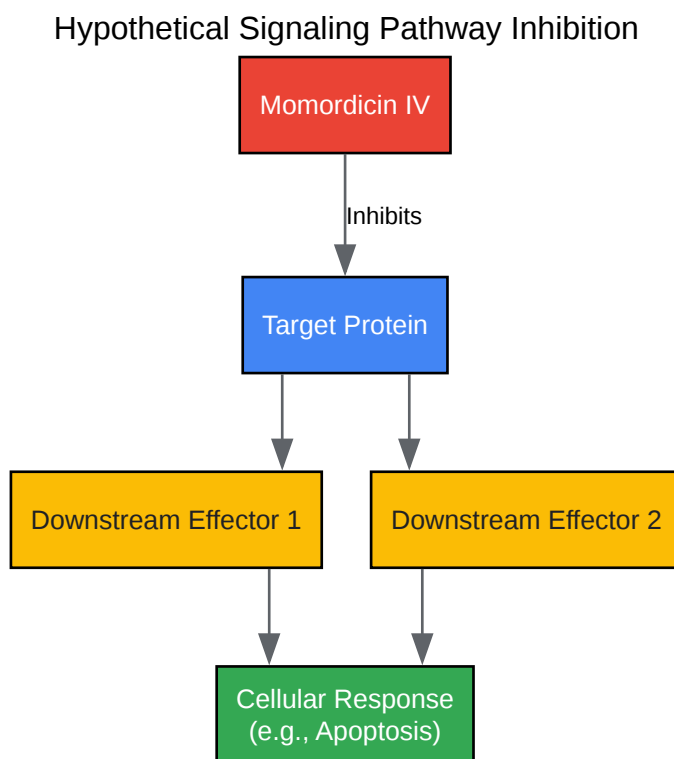 Hypothetical Signaling Pathway Inhibition
Momordicin IV
Inhibits
Target Protein
Downstream Effector 1
Downstream Effector 2
Cellular Response
(e.g., Apoptosis)